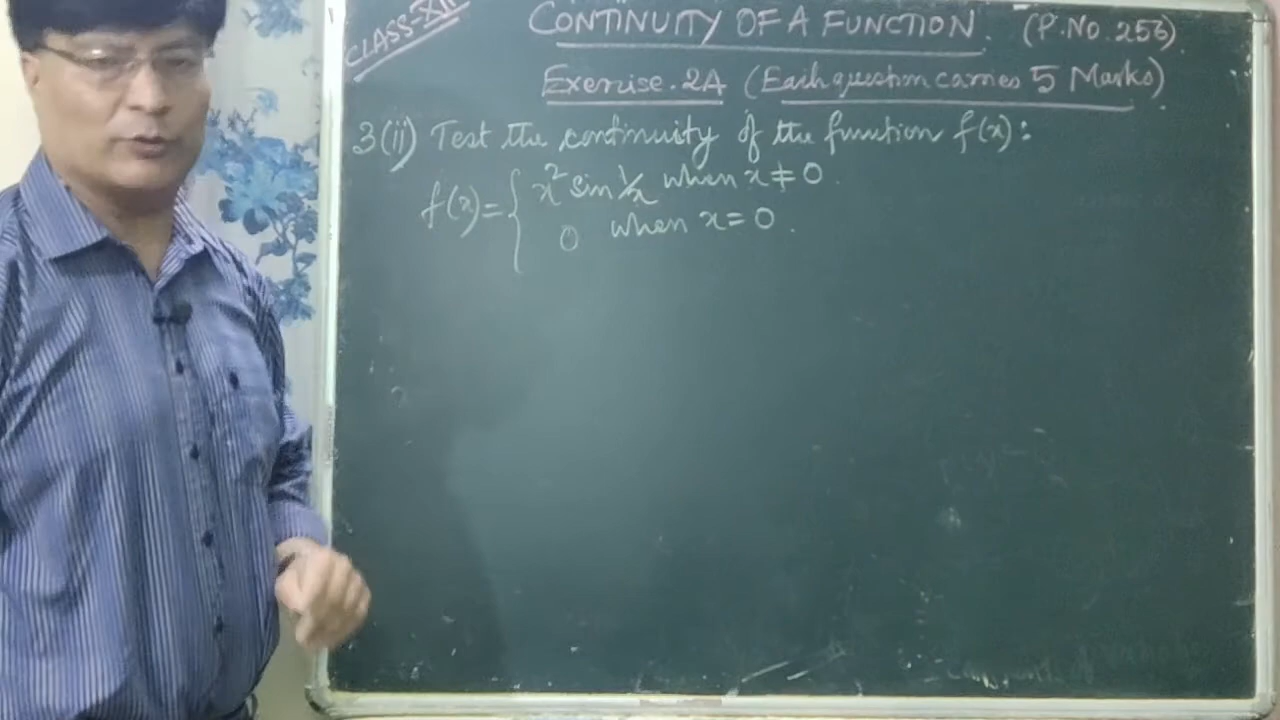 CLASS-XII
CONTINUITY OF A FUNCTION. (P.NO.256)
Exercise.2A (Each question carries 5 Marks)
3(ii) Test the continuity of the function f(x):
f(x)= { x² sin 1/x when x ≠ 0.
0 when x = 0.